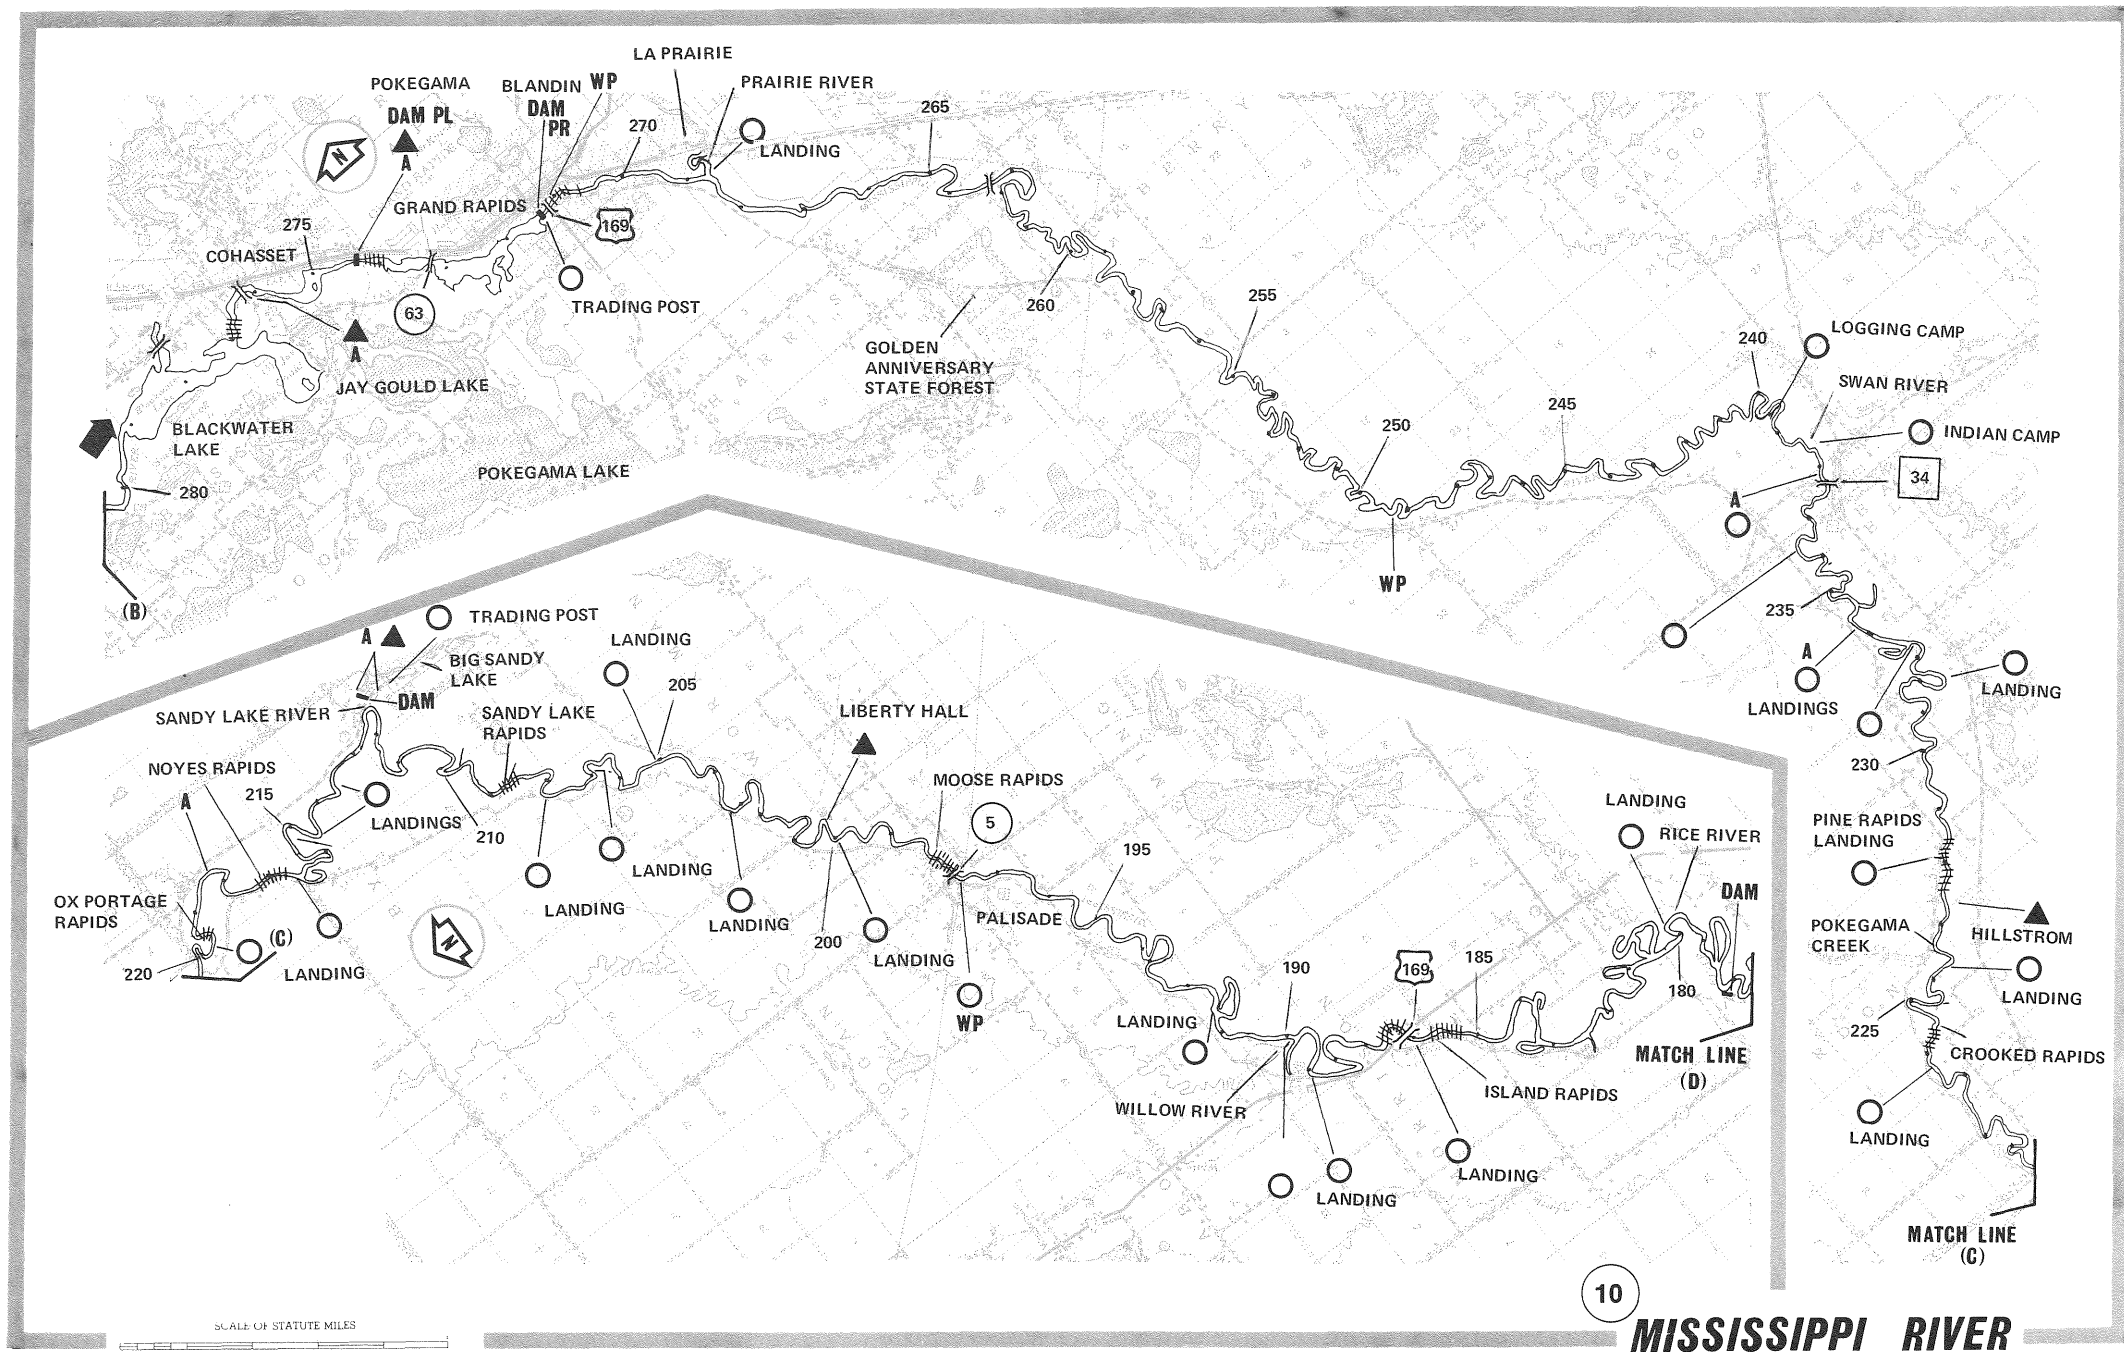 LA PRAIRIE
POKEGAMA
DAM PL
A
BLANDIN
DAM
PR
WP
PRAIRIE RIVER
265
270
LANDING
N
GRAND RAPIDS
169
275
COHASSET
TRADING POST
63
A
JAY GOULD LAKE
260
255
GOLDEN
ANNIVERSARY
STATE FOREST
240
LOGGING CAMP
SWAN RIVER
BLACKWATER
LAKE
250
245
INDIAN CAMP
POKEGAMA LAKE
34
280
A
WP
(B)
235
A
LANDINGS
LANDING
230
PINE RAPIDS
LANDING
HILLSTROM
POKEGAMA
CREEK
LANDING
225
CROOKED RAPIDS
LANDING
MATCH LINE
(C)
TRADING POST
A
LANDING
BIG SANDY
LAKE
205
DAM
SANDY LAKE RIVER
SANDY LAKE
RAPIDS
LIBERTY HALL
NOYES RAPIDS
MOOSE RAPIDS
215
A
5
LANDINGS
210
195
LANDING
RICE RIVER
LANDING
DAM
OX PORTAGE
RAPIDS
LANDING
LANDING
PALISADE
(C)
N
200
LANDING
220
LANDING
190
169
185
180
WP
LANDING
MATCH LINE
(D)
ISLAND RAPIDS
WILLOW RIVER
LANDING
LANDING
10
SCALE OF STATUTE MILES
MISSISSIPPI RIVER